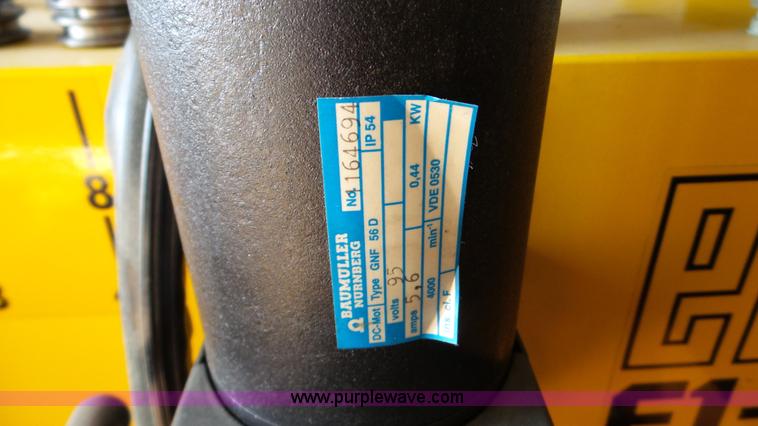 BAUMULLER
NURNBERG
No. 164694
DC-Mot Type GNF 56 D IP 54
volts 95
amps 5,6 0,44 KW
4000 min-1 VDE 0530
8
www.purplewave.com